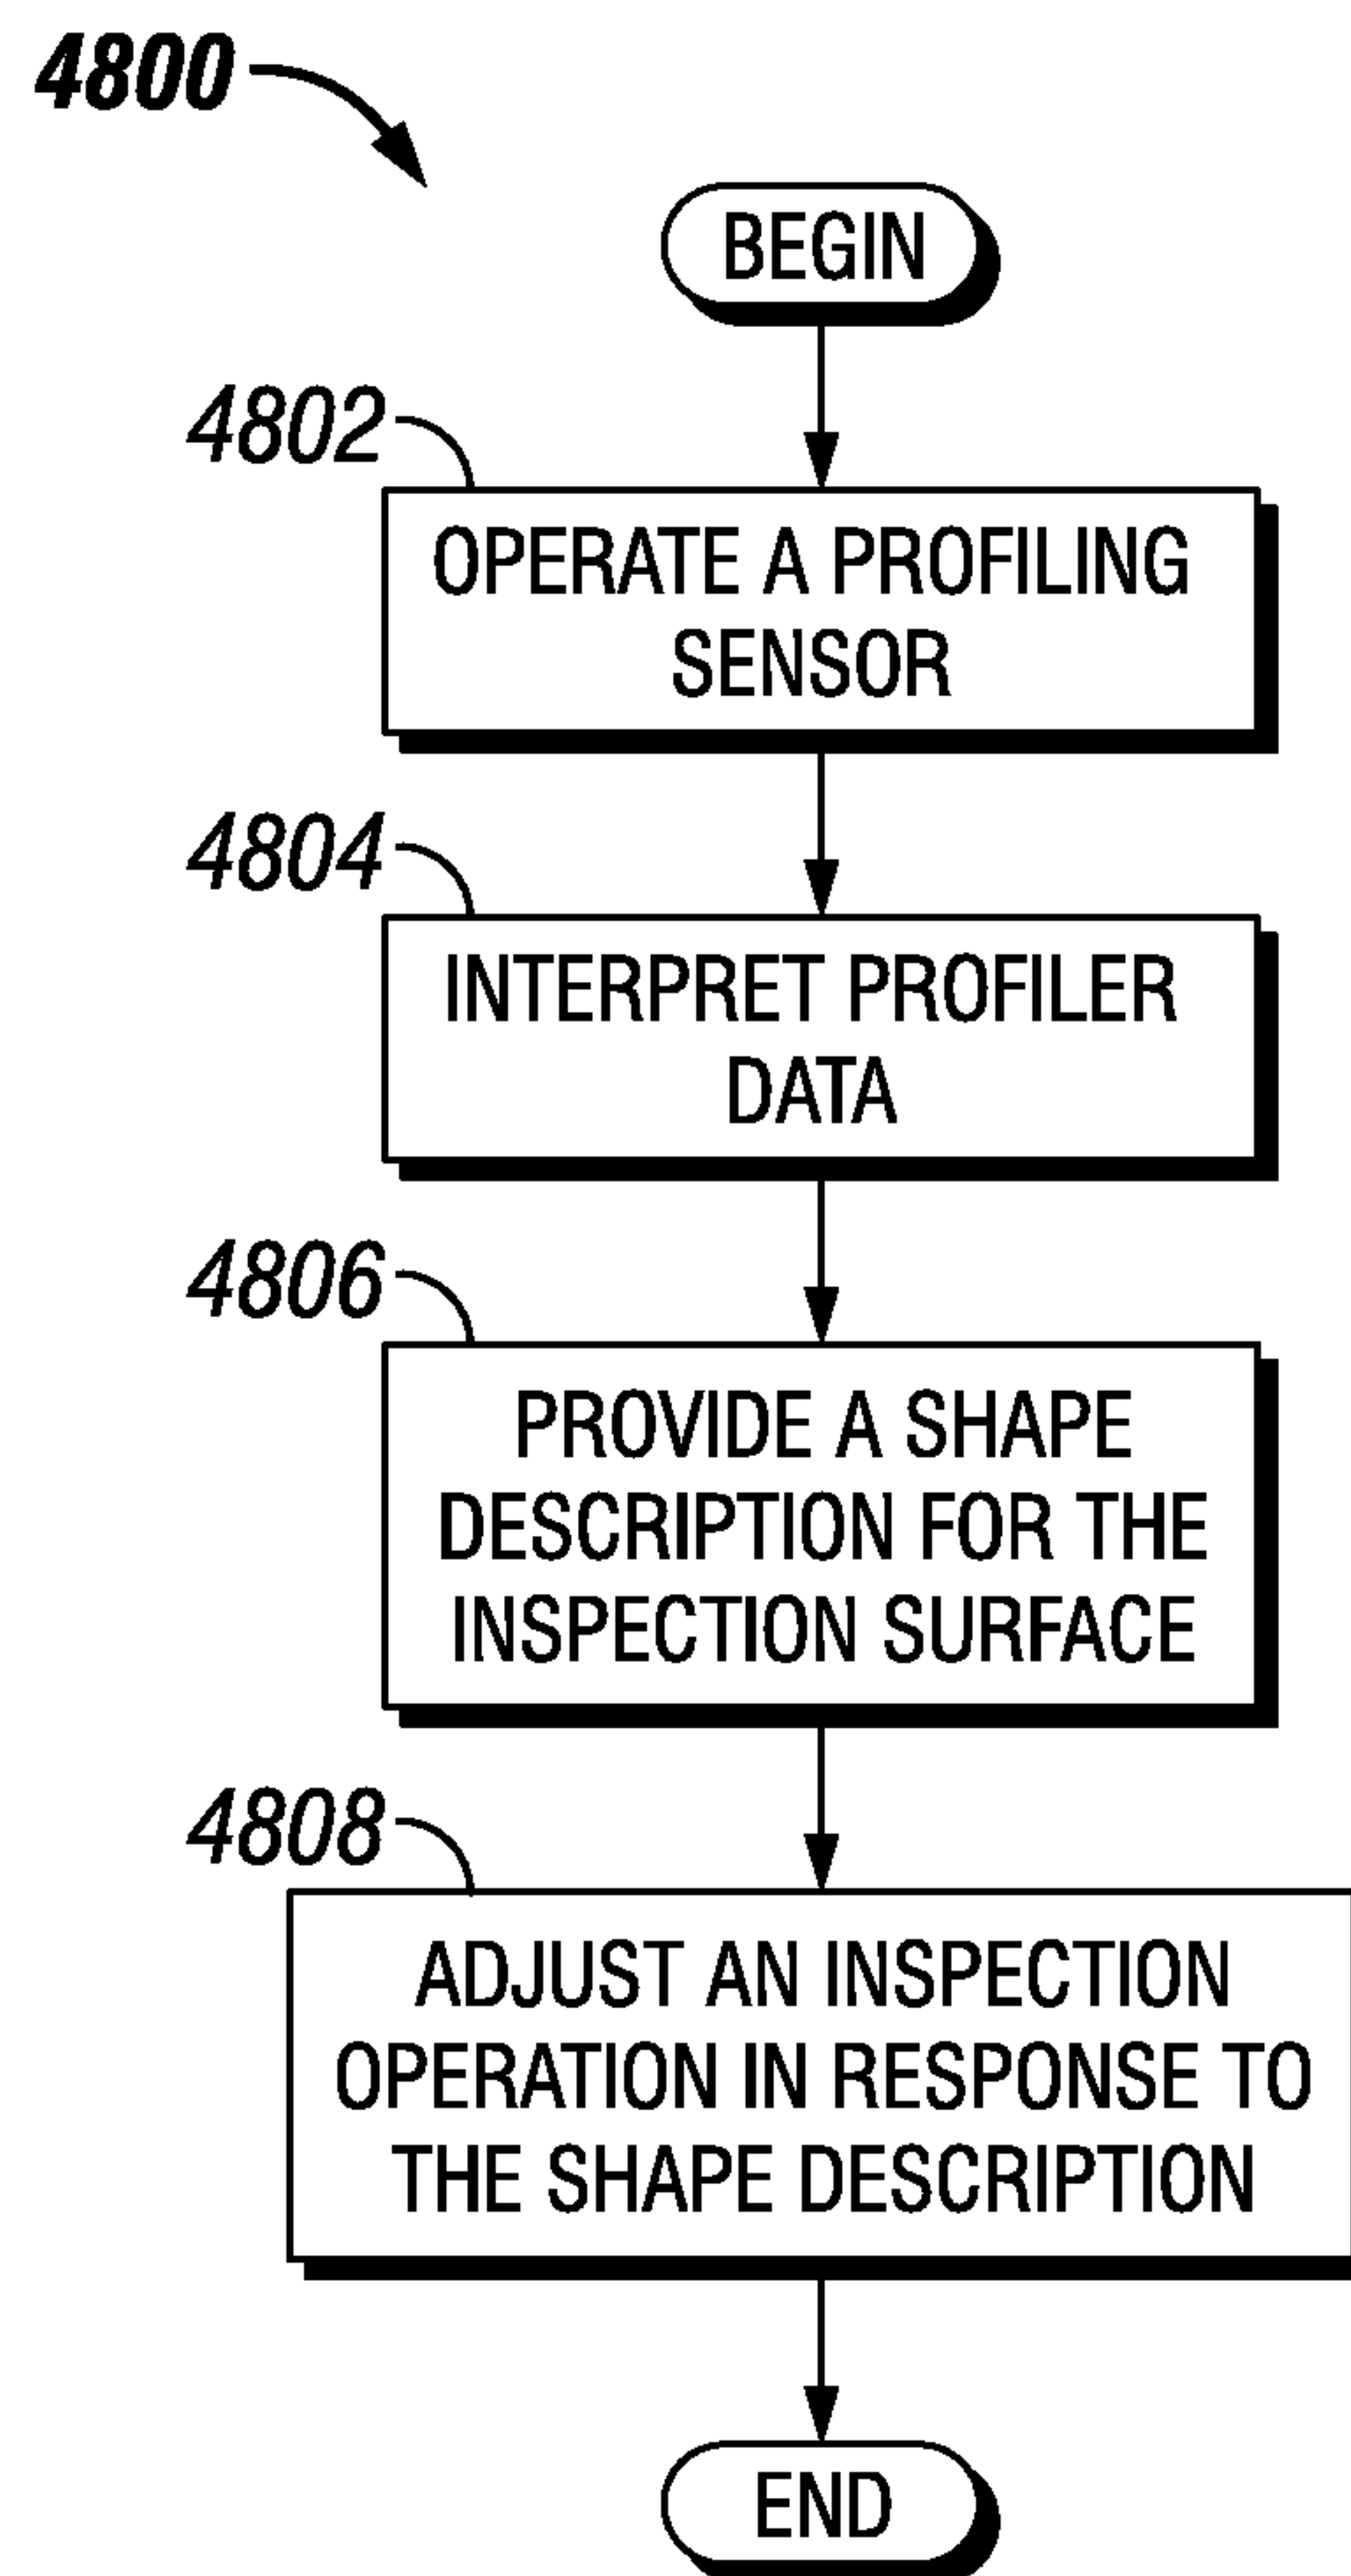 4800
BEGIN
4802
OPERATE A PROFILING
SENSOR
4804
INTERPRET PROFILER
DATA
4806
PROVIDE A SHAPE
DESCRIPTION FOR THE
INSPECTION SURFACE
4808
ADJUST AN INSPECTION
OPERATION IN RESPONSE TO
THE SHAPE DESCRIPTION
END